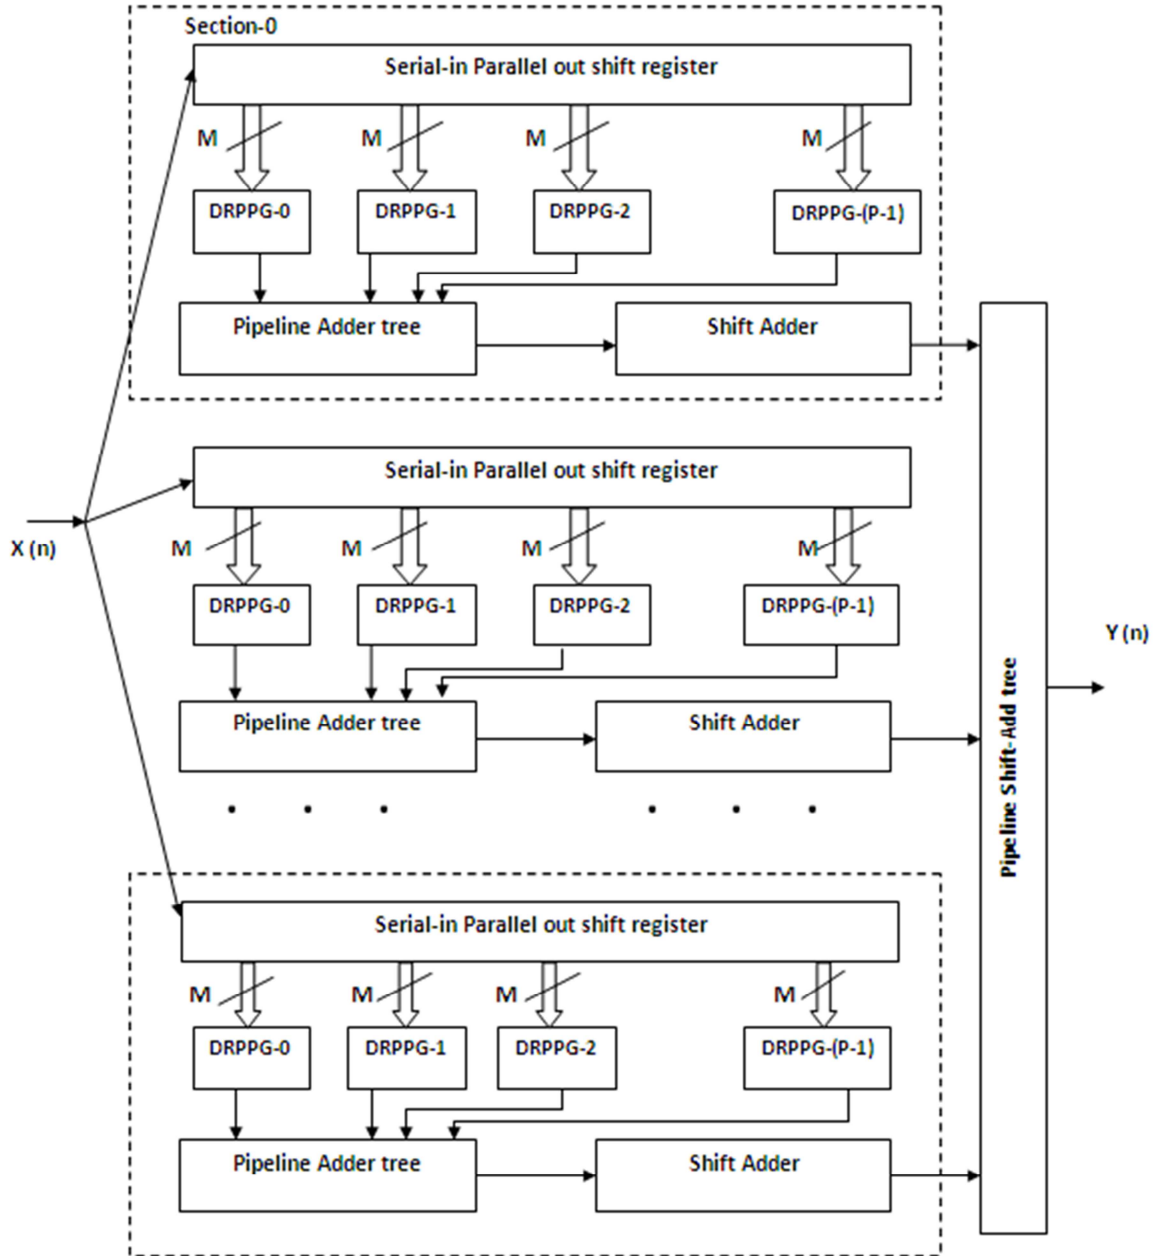 Section-0
Serial-in Parallel out shift register
M M M M
DRPPG-0 DRPPG-1 DRPPG-2 DRPPG-(P-1)
Pipeline Adder tree Shift Adder
Serial-in Parallel out shift register
X (n)
M M M M
DRPPG-0 DRPPG-1 DRPPG-2 DRPPG-(P-1)
Y (n)
Pipeline Adder tree Shift Adder
Pipeline Shift-Add tree
Serial-in Parallel out shift register
M M M M
DRPPG-0 DRPPG-1 DRPPG-2 DRPPG-(P-1)
Pipeline Adder tree Shift Adder